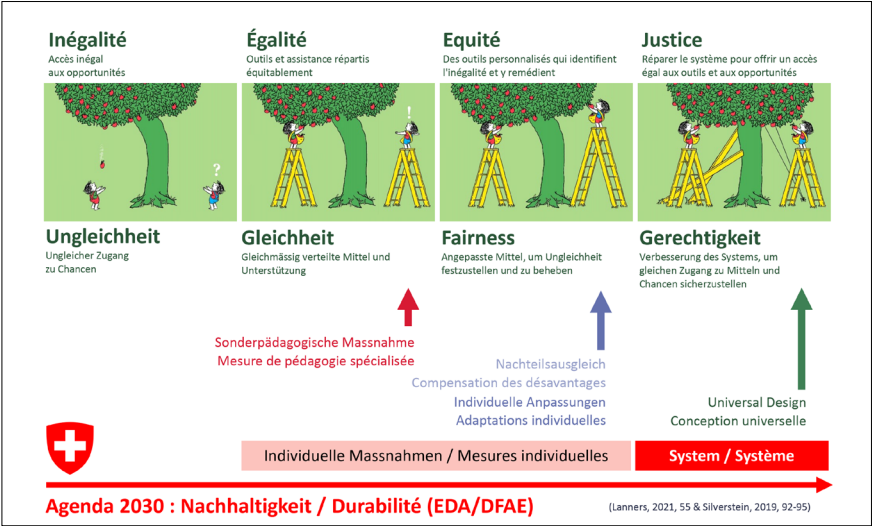 Inégalité
Accès inégal
aux opportunités
Égalité
Outils et assistance répartis
équitablement
Equité
Des outils personnalisés qui identifient
l'inégalité et y remédient
Justice
Réparer le système pour offrir un accès
égal aux outils et aux opportunités
?
!
Ungleichheit
Ungleicher Zugang
zu Chancen
Gleichheit
Gleichmässig verteilte Mittel und
Unterstützung
Fairness
Angepasste Mittel, um Ungleichheit
festzustellen und zu beheben
Gerechtigkeit
Verbesserung des Systems, um
gleichen Zugang zu Mitteln und
Chancen sicherzustellen
Sonderpädagogische Massnahme
Mesure de pédagogie spécialisée
Nachteilsausgleich
Compensation des désavantages
Individuelle Anpassungen
Adaptations individuelles
Universal Design
Conception universelle
Individuelle Massnahmen / Mesures individuelles
System / Système
Agenda 2030 : Nachhaltigkeit / Durabilité (EDA/DFAE)
(Lanners, 2021, 55 & Silverstein, 2019, 92-95)